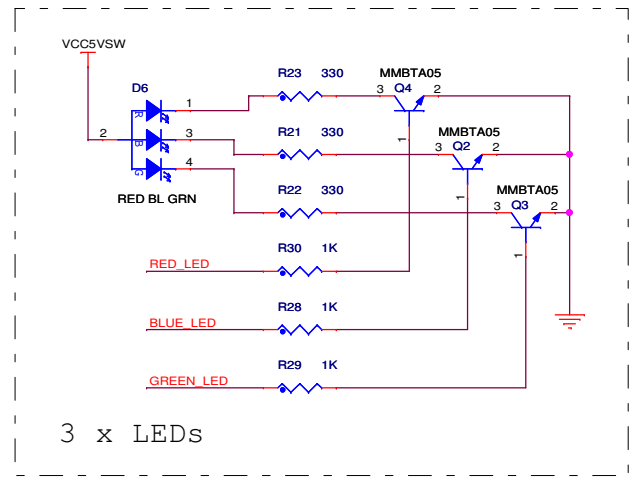 VCC5VSW
R23 330 MMBTA05
D6 Q4
1 3 2
R
R21 330 MMBTA05
2 B 3 3 Q2 2
1
G 4 R22 330 MMBTA05
RED BL GRN 3 Q3 2
1
RED_LED R30 1K
1
BLUE_LED R28 1K
GREEN_LED R29 1K
3 x LEDs